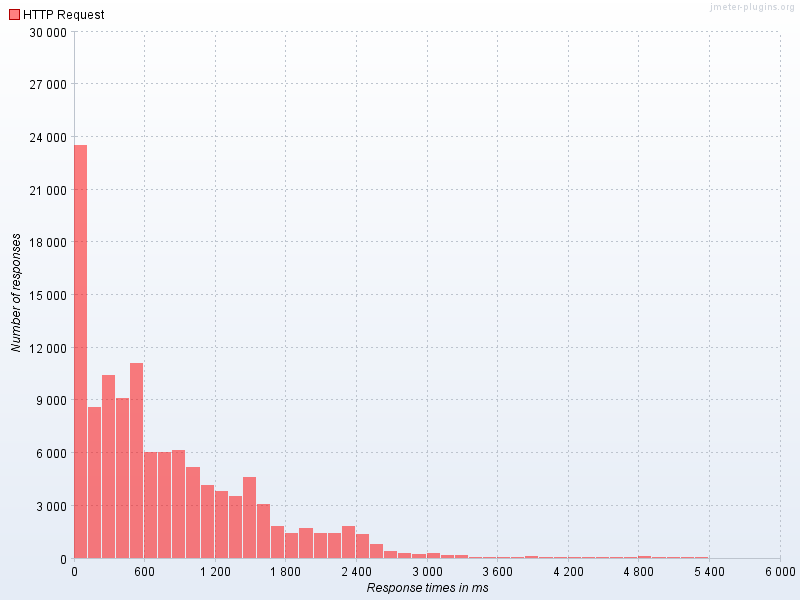 jmeter-plugins.org
HTTP Request
30 000
27 000
24 000
21 000
18 000
15 000
12 000
9 000
6 000
3 000
0
Number of responses
0 600 1 200 1 800 2 400 3 000 3 600 4 200 4 800 5 400 6 000
Response times in ms